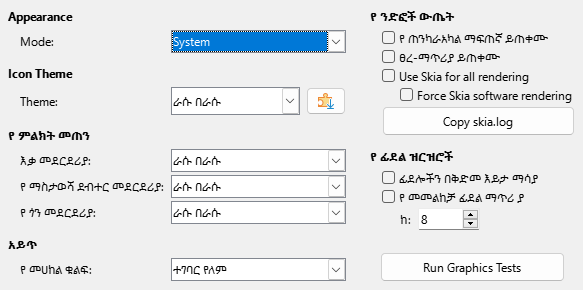 Appearance
Mode: System
Icon Theme
Theme: ራሱ በራሱ
የ ምልክት መጠን
እቃ መደርደሪያ: ራሱ በራሱ
የ ማስታወሻ ደብተር መደርደሪያ: ራሱ በራሱ
የ ጎን መደርደሪያ: ራሱ በራሱ
አይጥ
የ መሀከል ቁልፍ: ተግባር የለም
የ ንድፎች ውጤት
የ ጠንካራአካል ማፍጠኛ ይጠቀሙ
ፀረ-ማጥሪያ ይጠቀሙ
Use Skia for all rendering
Force Skia software rendering
Copy skia.log
የ ፊደል ዝርዝሮች
ፊደሎችን በቅድመ እይታ ማሳያ
የ መመልከቻ ፊደል ማጥሪ ያ
ከ: 8
Run Graphics Tests